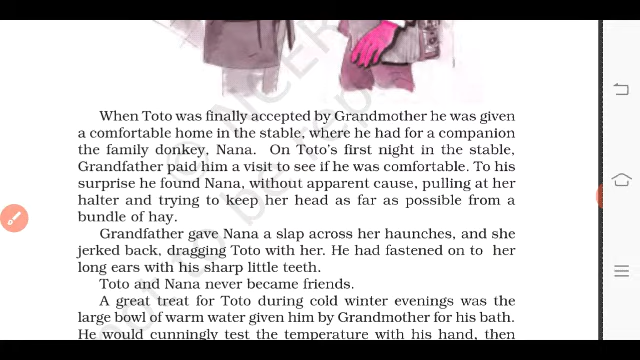 When Toto was finally accepted by Grandmother he was given
a comfortable home in the stable, where he had for a companion
the family donkey, Nana. On Toto's first night in the stable,
Grandfather paid him a visit to see if he was comfortable. To his
surprise he found Nana, without apparent cause, pulling at her
halter and trying to keep her head as far as possible from a
bundle of hay.
Grandfather gave Nana a slap across her haunches, and she
jerked back, dragging Toto with her. He had fastened on to her
long ears with his sharp little teeth.
Toto and Nana never became friends.
A great treat for Toto during cold winter evenings was the
large bowl of warm water given him by Grandmother for his bath.
He would cunningly test the temperature with his hand, then